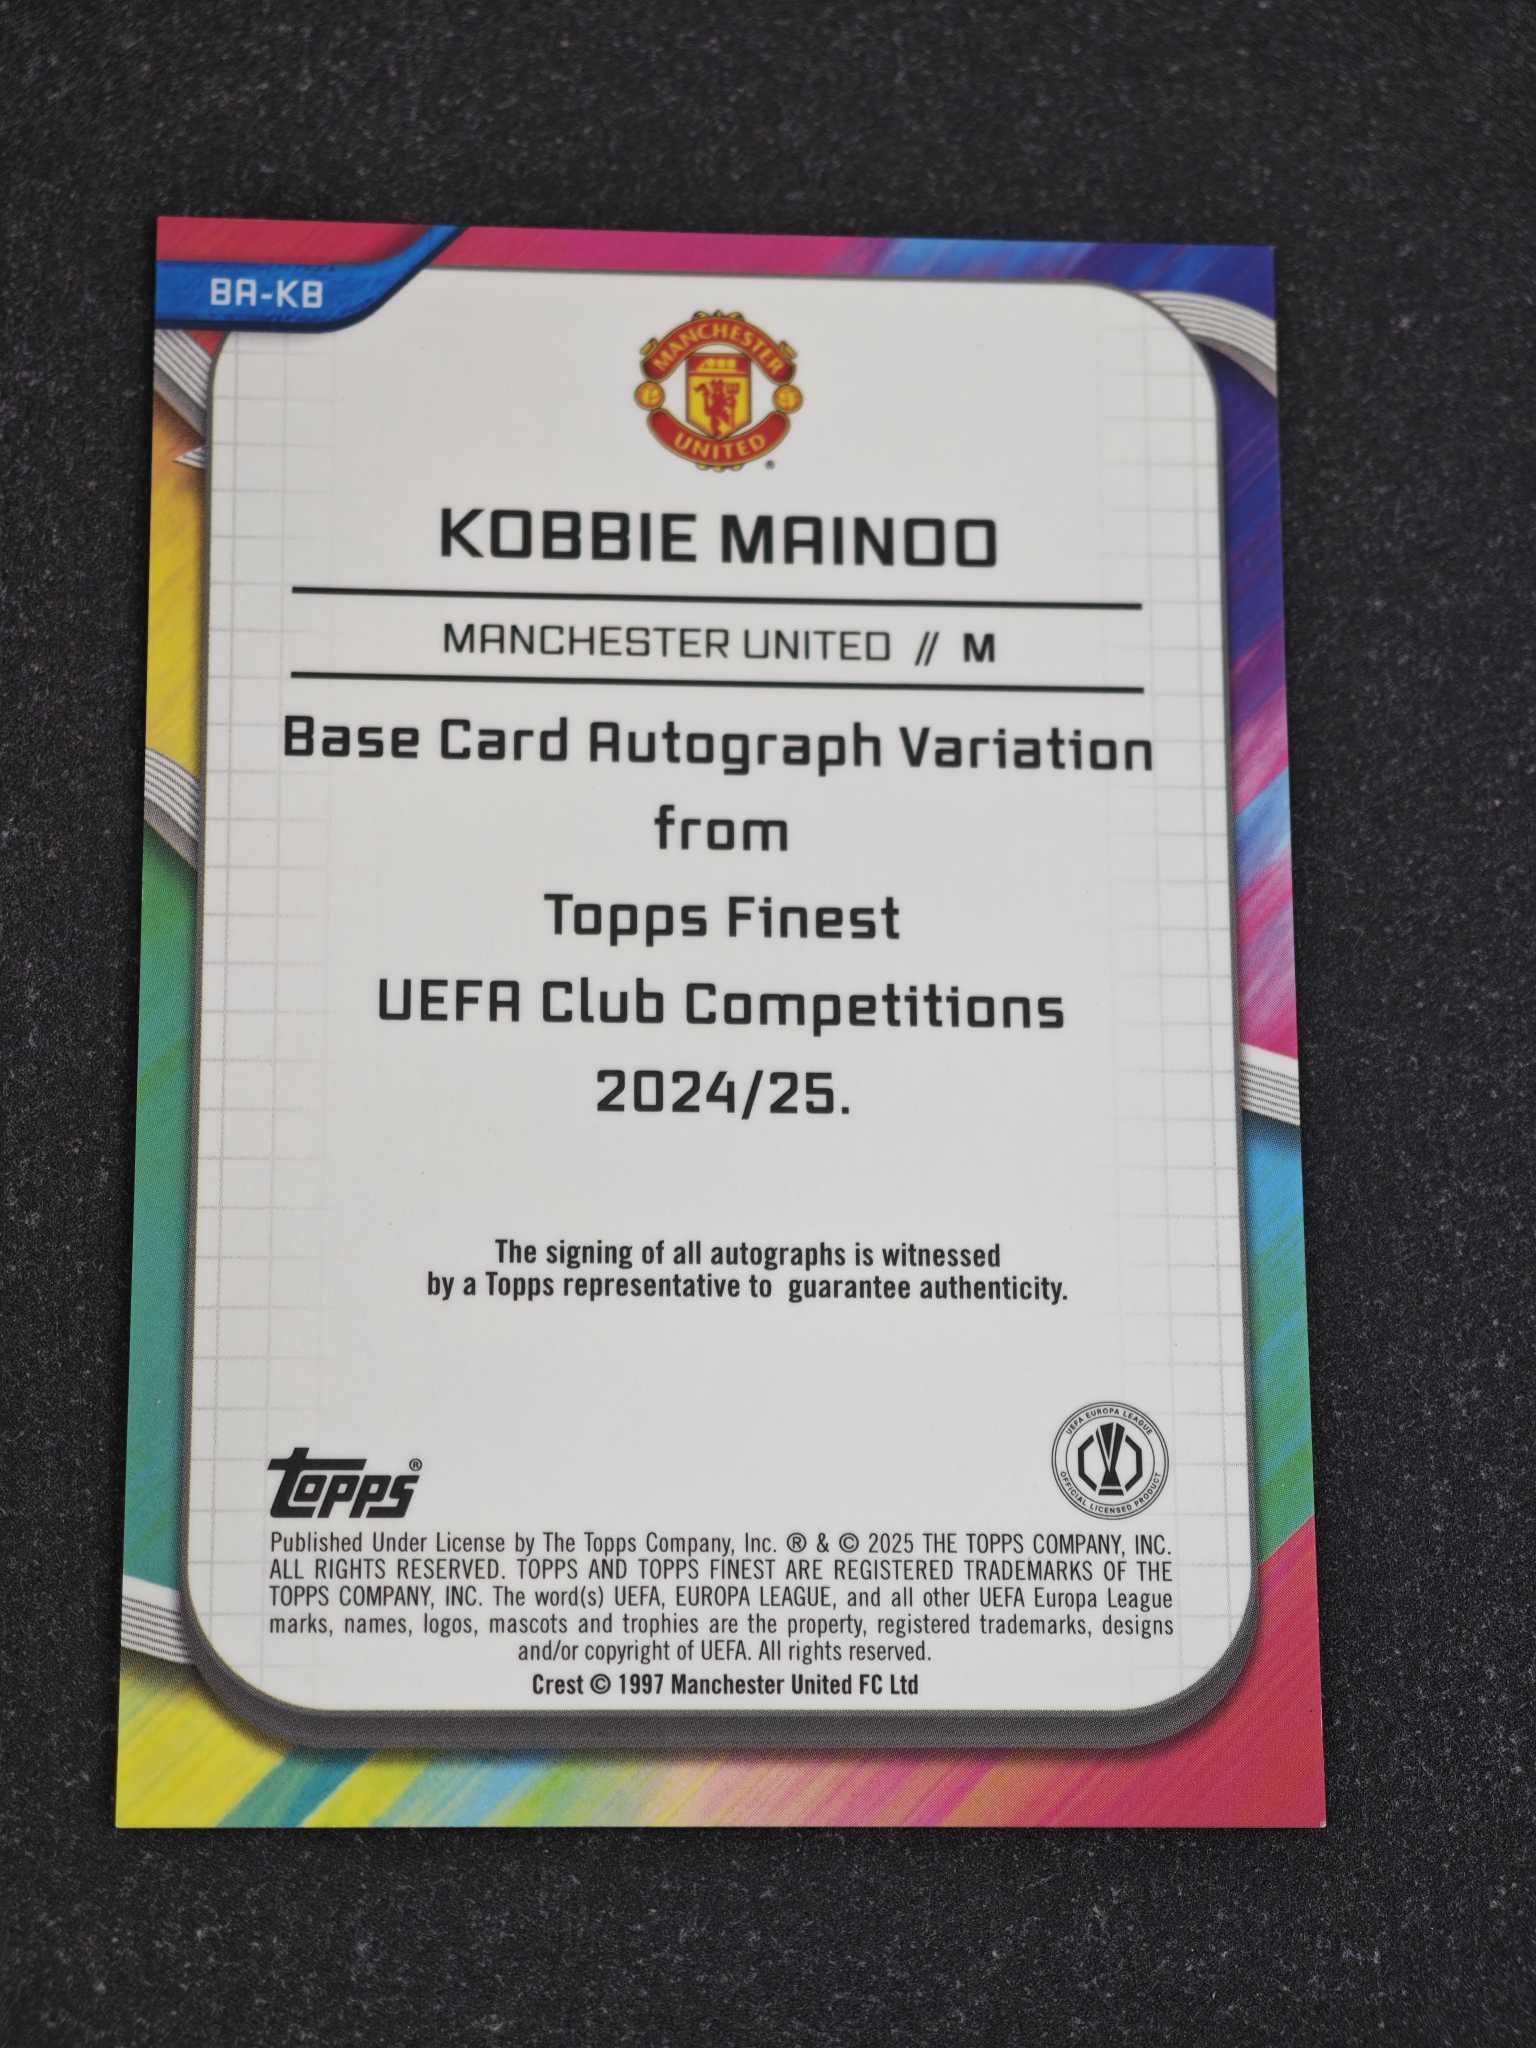 BA-KB
MANCHESTER
UNITED
®
KOBBIE MAINOO
MANCHESTER UNITED // M
Base Card Autograph Variation
from
Topps Finest
UEFA Club Competitions
2024/25.
The signing of all autographs is witnessed
by a Topps representative to guarantee authenticity.
UEFA EUROPA LEAGUE
OFFICIAL LICENSED PRODUCT
topps®
Published Under License by The Topps Company, Inc. ® & © 2025 THE TOPPS COMPANY, INC.
ALL RIGHTS RESERVED. TOPPS AND TOPPS FINEST ARE REGISTERED TRADEMARKS OF THE
TOPPS COMPANY, INC. The word(s) UEFA, EUROPA LEAGUE, and all other UEFA Europa League
marks, names, logos, mascots and trophies are the property, registered trademarks, designs
and/or copyright of UEFA. All rights reserved.
Crest © 1997 Manchester United FC Ltd